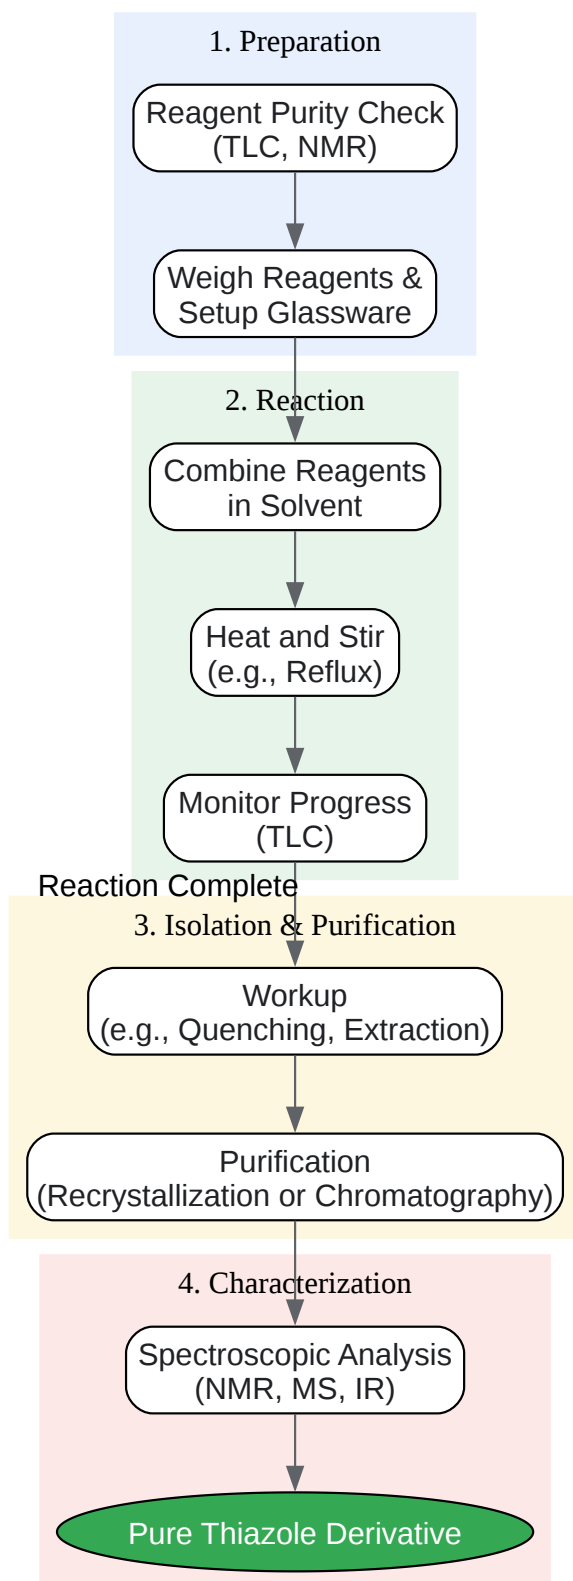 1. Preparation
Reagent Purity Check
(TLC, NMR)
Weigh Reagents &
Setup Glassware
2. Reaction
Combine Reagents
in Solvent
Heat and Stir
(e.g., Reflux)
Monitor Progress
(TLC)
Reaction Complete
3. Isolation & Purification
Workup
(e.g., Quenching, Extraction)
Purification
(Recrystallization or Chromatography)
4. Characterization
Spectroscopic Analysis
(NMR, MS, IR)
Pure Thiazole Derivative